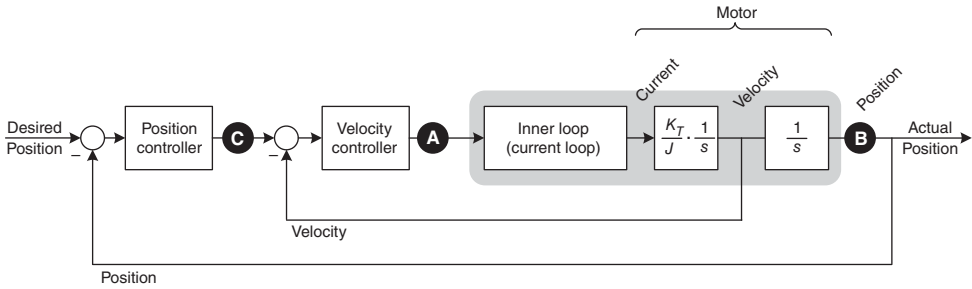 Motor
Current
Velocity
Position
Desired
Position
−
Position
controller
C
−
Velocity
controller
A
Inner loop
(current loop)
K_T/J · 1/s
1/s
B
Actual
Position
Velocity
Position